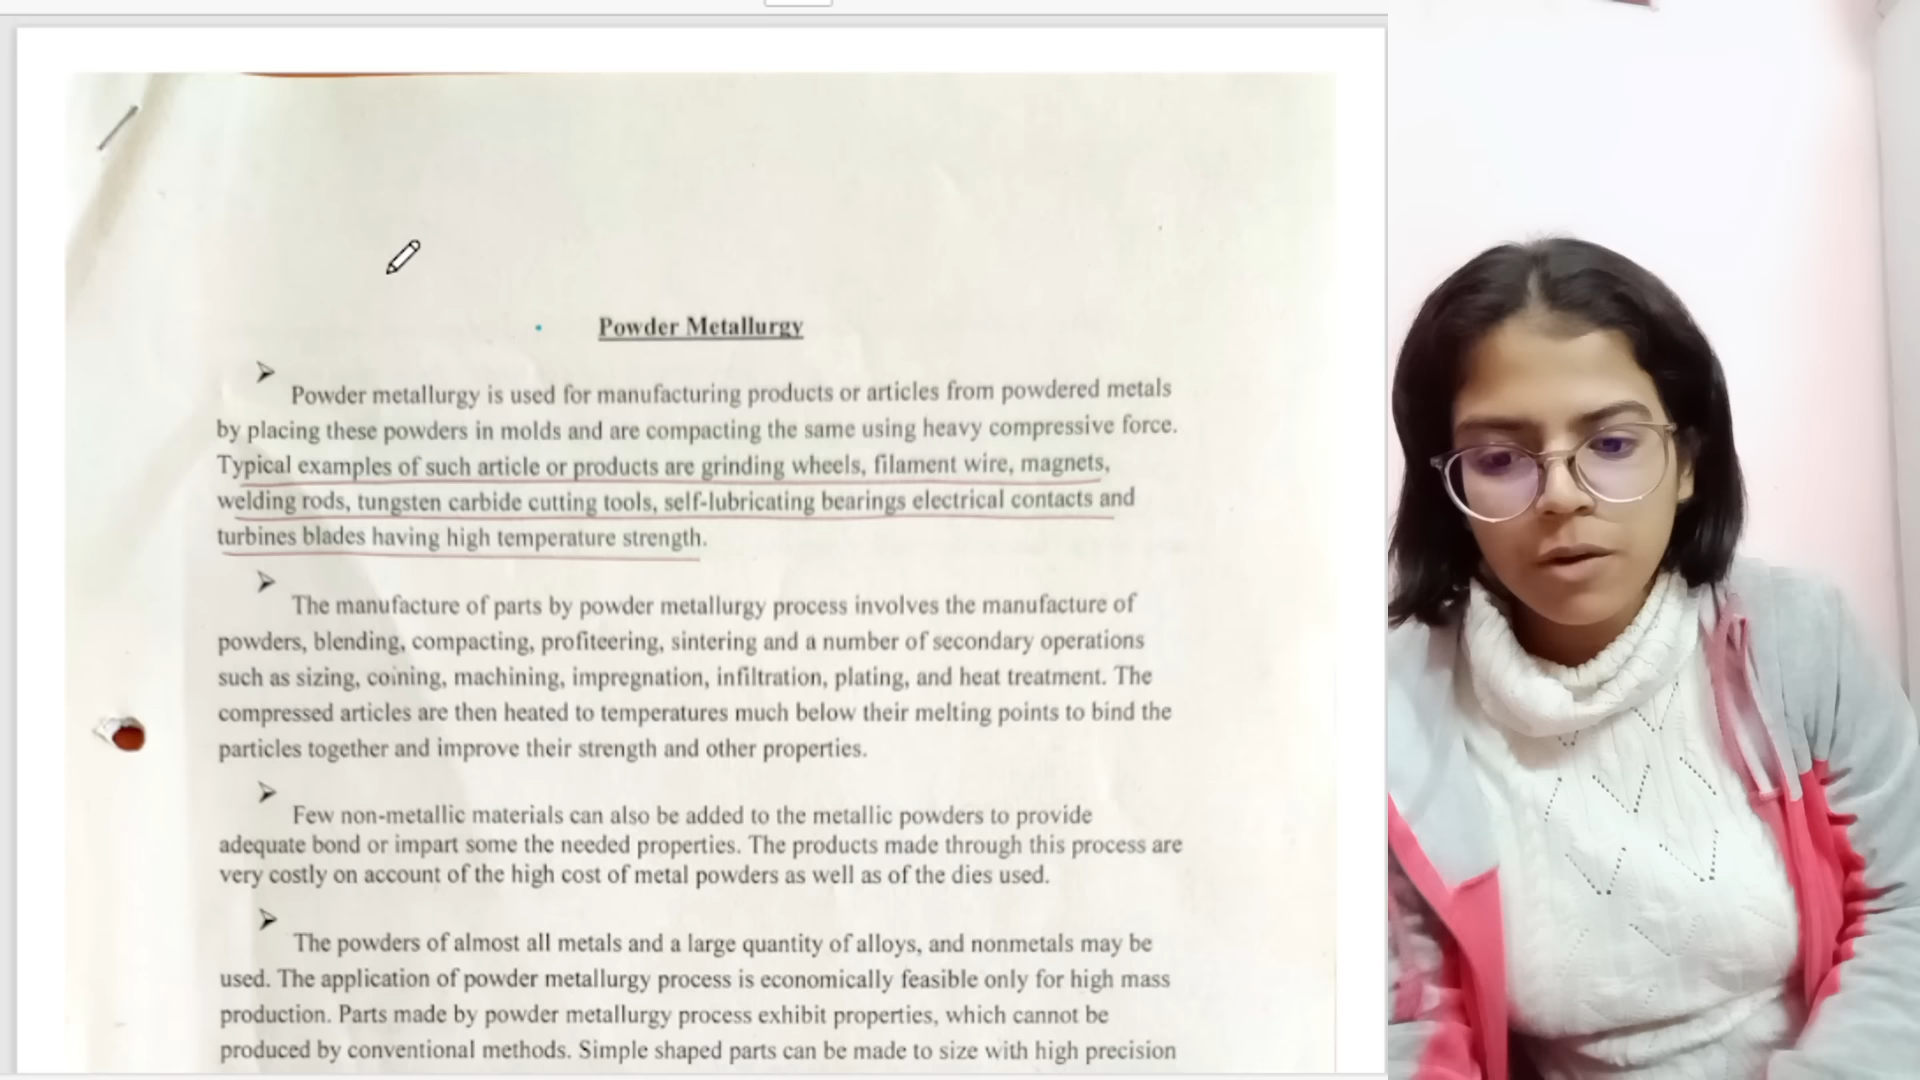 Powder Metallurgy
➤
Powder metallurgy is used for manufacturing products or articles from powdered metals
by placing these powders in molds and are compacting the same using heavy compressive force.
Typical examples of such article or products are grinding wheels, filament wire, magnets,
welding rods, tungsten carbide cutting tools, self-lubricating bearings electrical contacts and
turbines blades having high temperature strength.
➤
The manufacture of parts by powder metallurgy process involves the manufacture of
powders, blending, compacting, profiteering, sintering and a number of secondary operations
such as sizing, coining, machining, impregnation, infiltration, plating, and heat treatment. The
compressed articles are then heated to temperatures much below their melting points to bind the
particles together and improve their strength and other properties.
➤
Few non-metallic materials can also be added to the metallic powders to provide
adequate bond or impart some the needed properties. The products made through this process are
very costly on account of the high cost of metal powders as well as of the dies used.
➤
The powders of almost all metals and a large quantity of alloys, and nonmetals may be
used. The application of powder metallurgy process is economically feasible only for high mass
production. Parts made by powder metallurgy process exhibit properties, which cannot be
produced by conventional methods. Simple shaped parts can be made to size with high precision